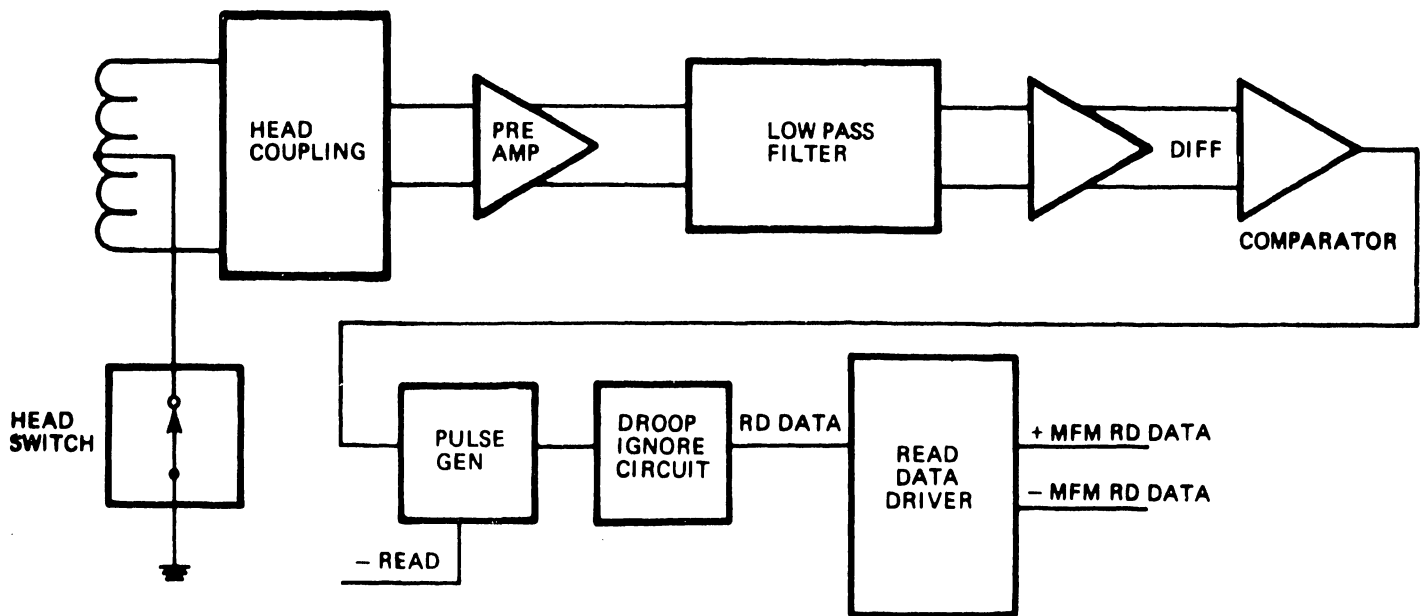 HEAD
COUPLING
PRE
AMP
LOW PASS
FILTER
DIFF
COMPARATOR
HEAD
SWITCH
PULSE
GEN
– READ
DROOP
IGNORE
CIRCUIT
RD DATA
READ
DATA
DRIVER
+ MFM RD DATA
– MFM RD DATA